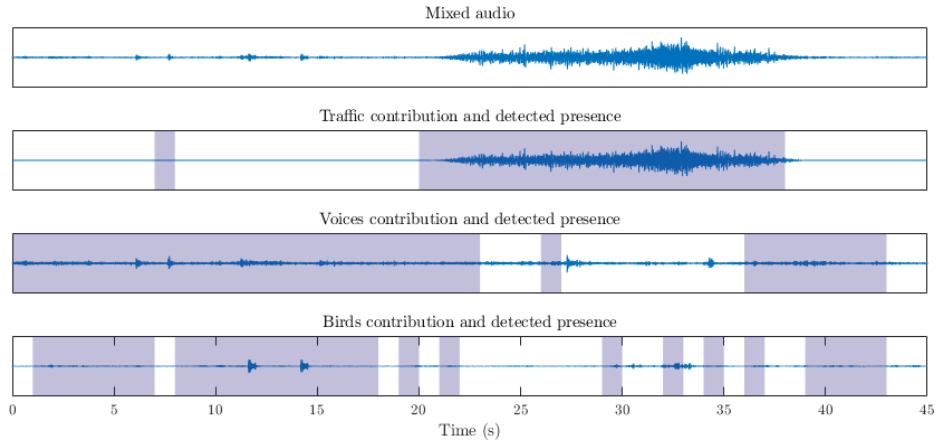 Mixed audio
Traffic contribution and detected presence
Voices contribution and detected presence
Birds contribution and detected presence
0 5 10 15 20 25 30 35 40 45
Time (s)